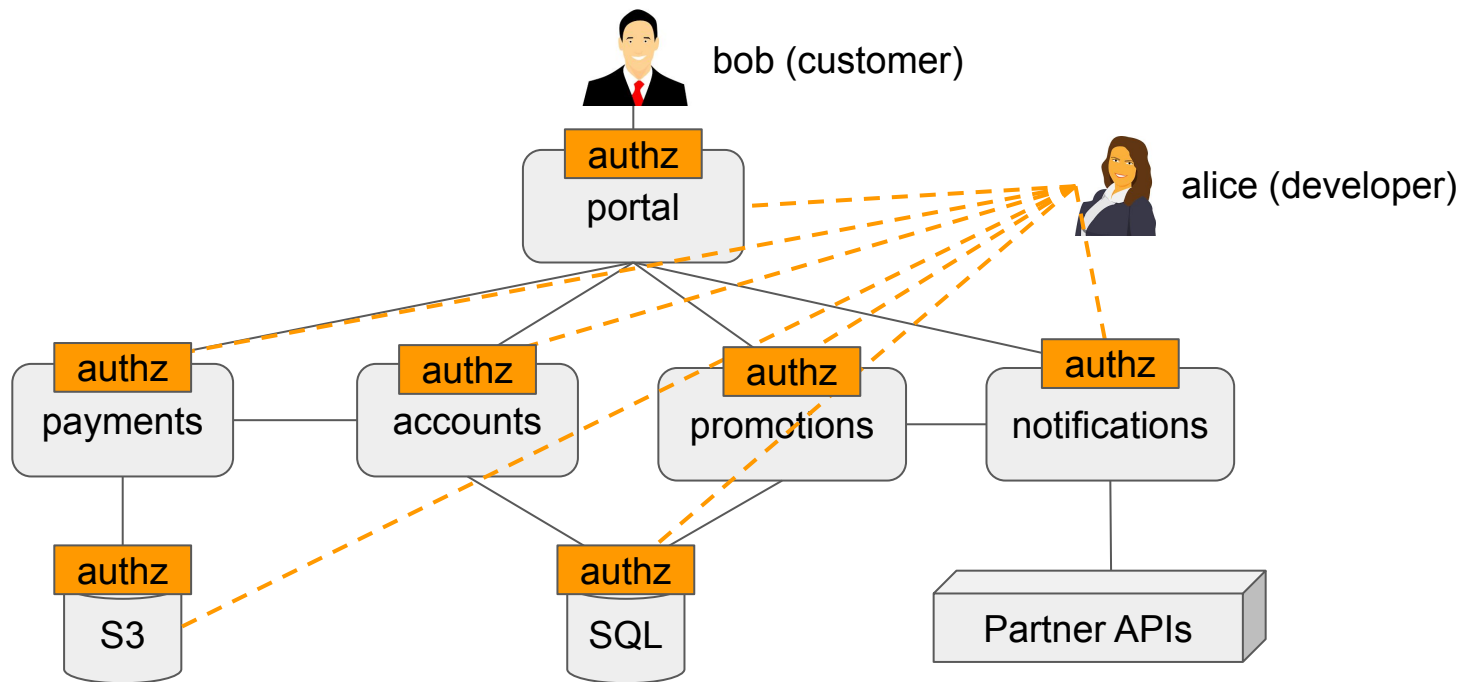 bob (customer)
authz
portal
alice (developer)
authz
payments
authz
accounts
authz
promotions
authz
notifications
authz
S3
authz
SQL
Partner APIs